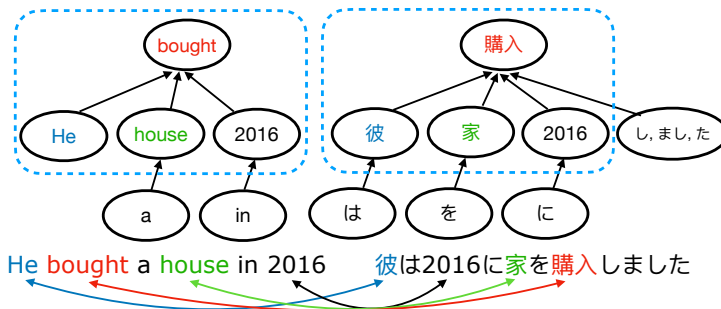 bought 購入
He house 2016 彼 家 2016 し, まし, た
a in は を に
He bought a house in 2016 彼は2016に家を購入しました